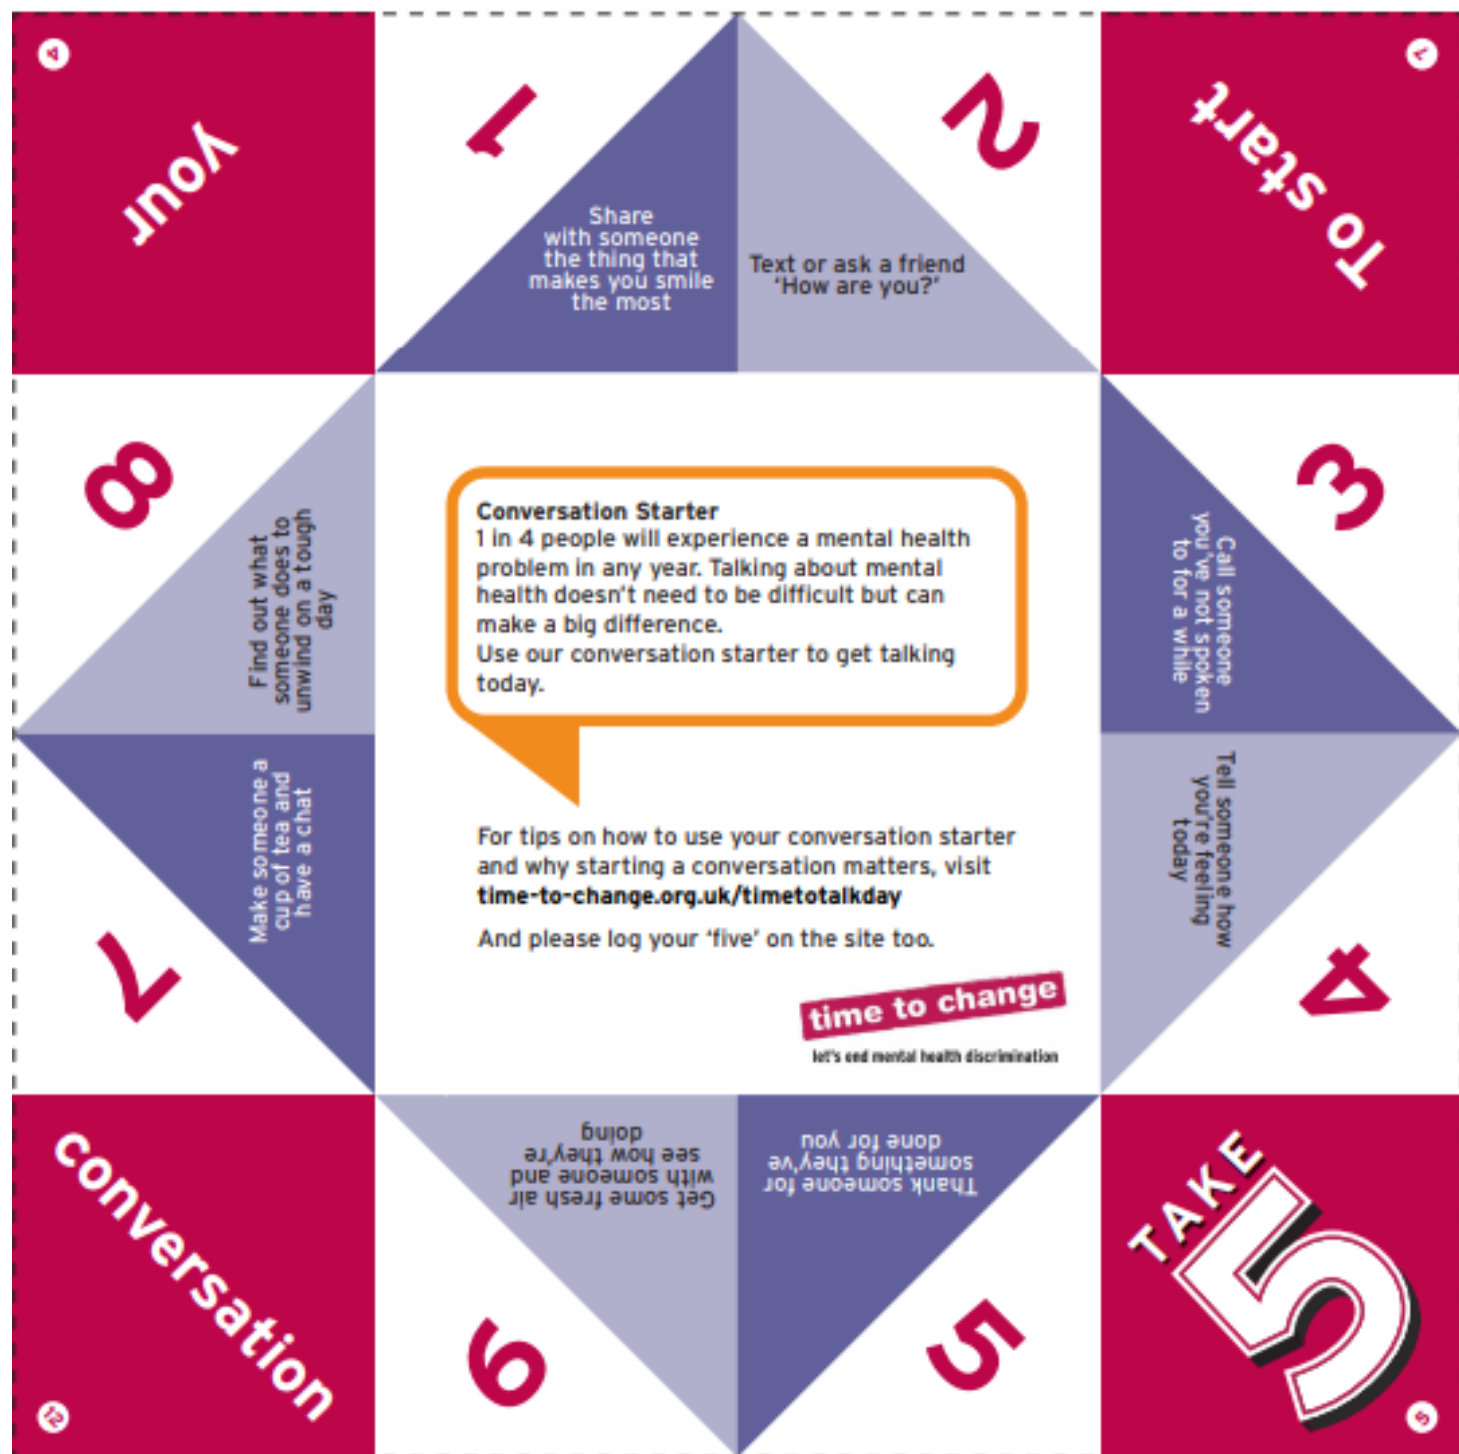 4
your
1
2
7
To start
Share
with someone
the thing that
makes you smile
the most
Text or ask a friend
‘How are you?’
8
Find out what
someone does to
unwind on a tough
day
3
Call someone
you’ve not spoken
to for a while
Conversation Starter
1 in 4 people will experience a mental health
problem in any year. Talking about mental
health doesn’t need to be difficult but can
make a big difference.
Use our conversation starter to get talking
today.
Make someone a
cup of tea and
have a chat
7
Tell someone how
you’re feeling
today
4
For tips on how to use your conversation starter
and why starting a conversation matters, visit
time-to-change.org.uk/timetotalkday
And please log your ‘five’ on the site too.
time to change
let’s end mental health discrimination
conversation
12
Get some fresh air
with someone and
see how they’re
doing
6
Thank someone for
something they’ve
done for you
5
TAKE
5
5